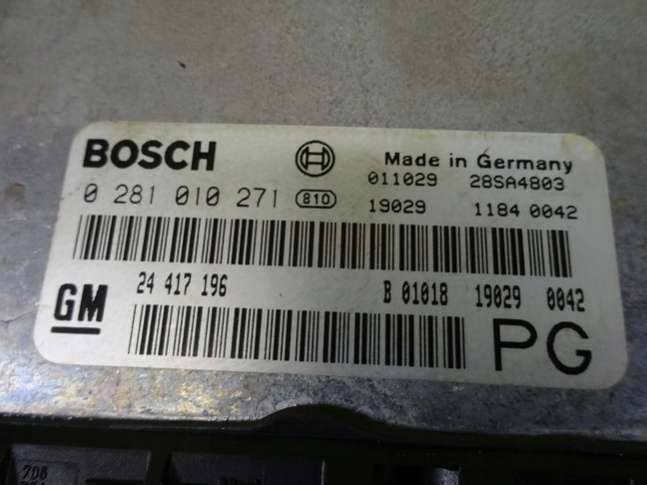 BOSCH Made in Germany
011029 28SA4803
0 281 010 271 810 19029 1184 0042
24 417 196 B 01018 19029 0042
GM PG
708